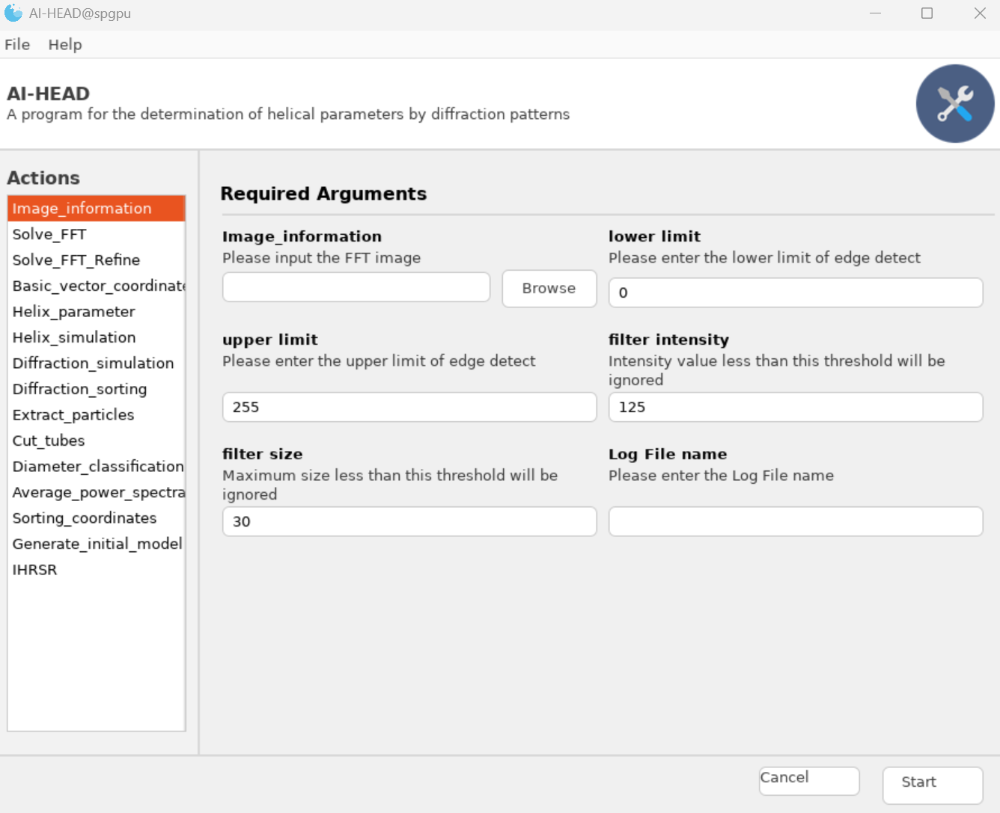 AI-HEAD@spgpu
File Help
AI-HEAD
A program for the determination of helical parameters by diffraction patterns
Actions
Image_information
Solve_FFT
Solve_FFT_Refine
Basic_vector_coordinate
Helix_parameter
Helix_simulation
Diffraction_simulation
Diffraction_sorting
Extract_particles
Cut_tubes
Diameter_classification
Average_power_spectra
Sorting_coordinates
Generate_initial_model
IHRSR
Required Arguments
Image_information
Please input the FFT image
Browse
lower limit
Please enter the lower limit of edge detect
0
upper limit
Please enter the upper limit of edge detect
255
filter intensity
Intensity value less than this threshold will be
ignored
125
filter size
Maximum size less than this threshold will be
ignored
30
Log File name
Please enter the Log File name
Cancel
Start